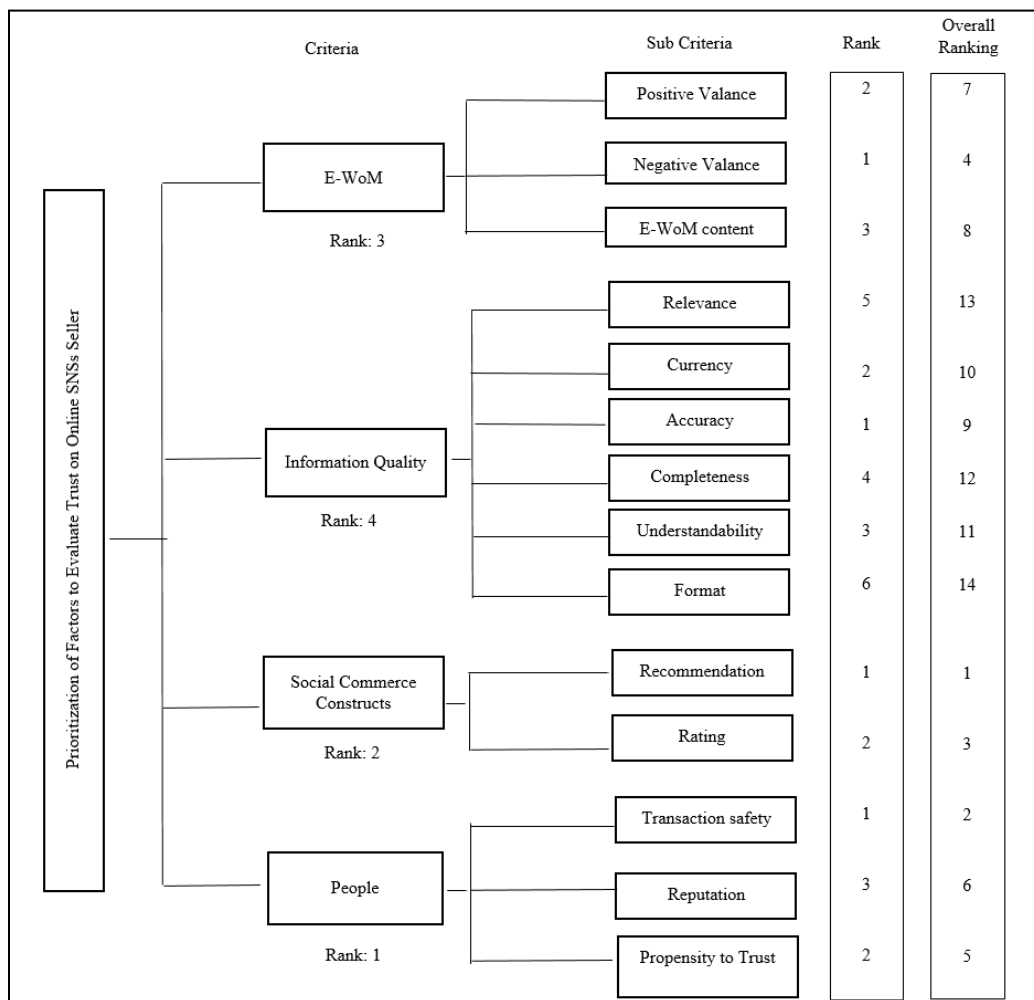 Criteria
Sub Criteria
Rank
Overall
Ranking
Prioritization of Factors to Evaluate Trust on Online SNSs Seller
E-WoM
Rank: 3
Positive Valance
2
7
Negative Valance
1
4
E-WoM content
3
8
Information Quality
Rank: 4
Relevance
5
13
Currency
2
10
Accuracy
1
9
Completeness
4
12
Understandability
3
11
Format
6
14
Social Commerce
Constructs
Rank: 2
Recommendation
1
1
Rating
2
3
People
Rank: 1
Transaction safety
1
2
Reputation
3
6
Propensity to Trust
2
5